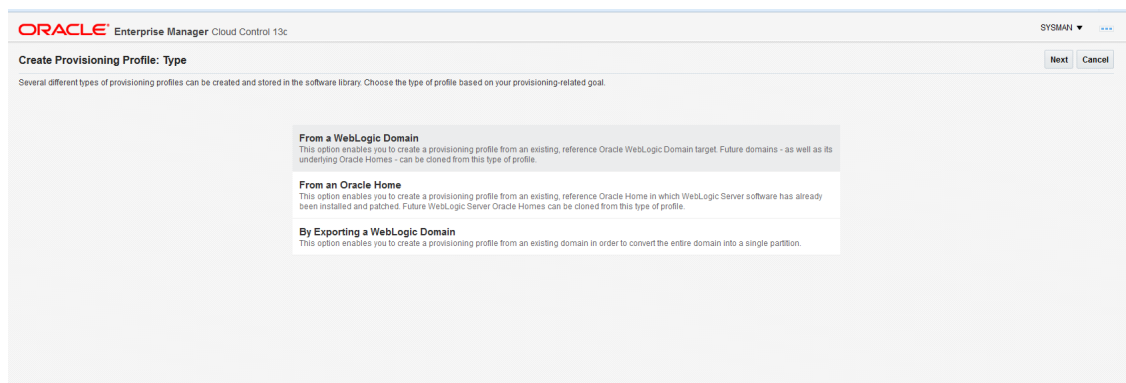 ORACLE® Enterprise Manager Cloud Control 13c
SYSMAN
Create Provisioning Profile: Type
Next Cancel
Several different types of provisioning profiles can be created and stored in the software library. Choose the type of profile based on your provisioning-related goal.
From a WebLogic Domain
This option enables you to create a provisioning profile from an existing, reference Oracle WebLogic Domain target. Future domains - as well as its
underlying Oracle Homes - can be cloned from this type of profile.
From an Oracle Home
This option enables you to create a provisioning profile from an existing, reference Oracle Home in which WebLogic Server software has already
been installed and patched. Future WebLogic Server Oracle Homes can be cloned from this type of profile.
By Exporting a WebLogic Domain
This option enables you to create a provisioning profile from an existing domain in order to convert the entire domain into a single partition.